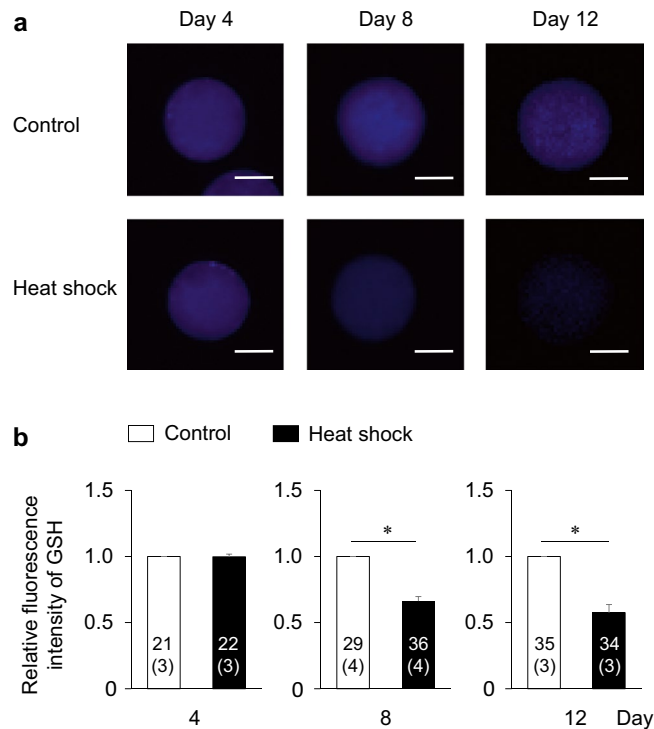 a
Day 4 Day 8 Day 12
Control
Heat shock
b
Control Heat shock
Relative fluorescence
intensity of GSH
1.5 1.5 1.5
* *
1.0 1.0 1.0
0.5 0.5 0.5
21 22 29 36 35 34
(3) (3) (4) (4) (3) (3)
0 0 0
4 8 12 Day